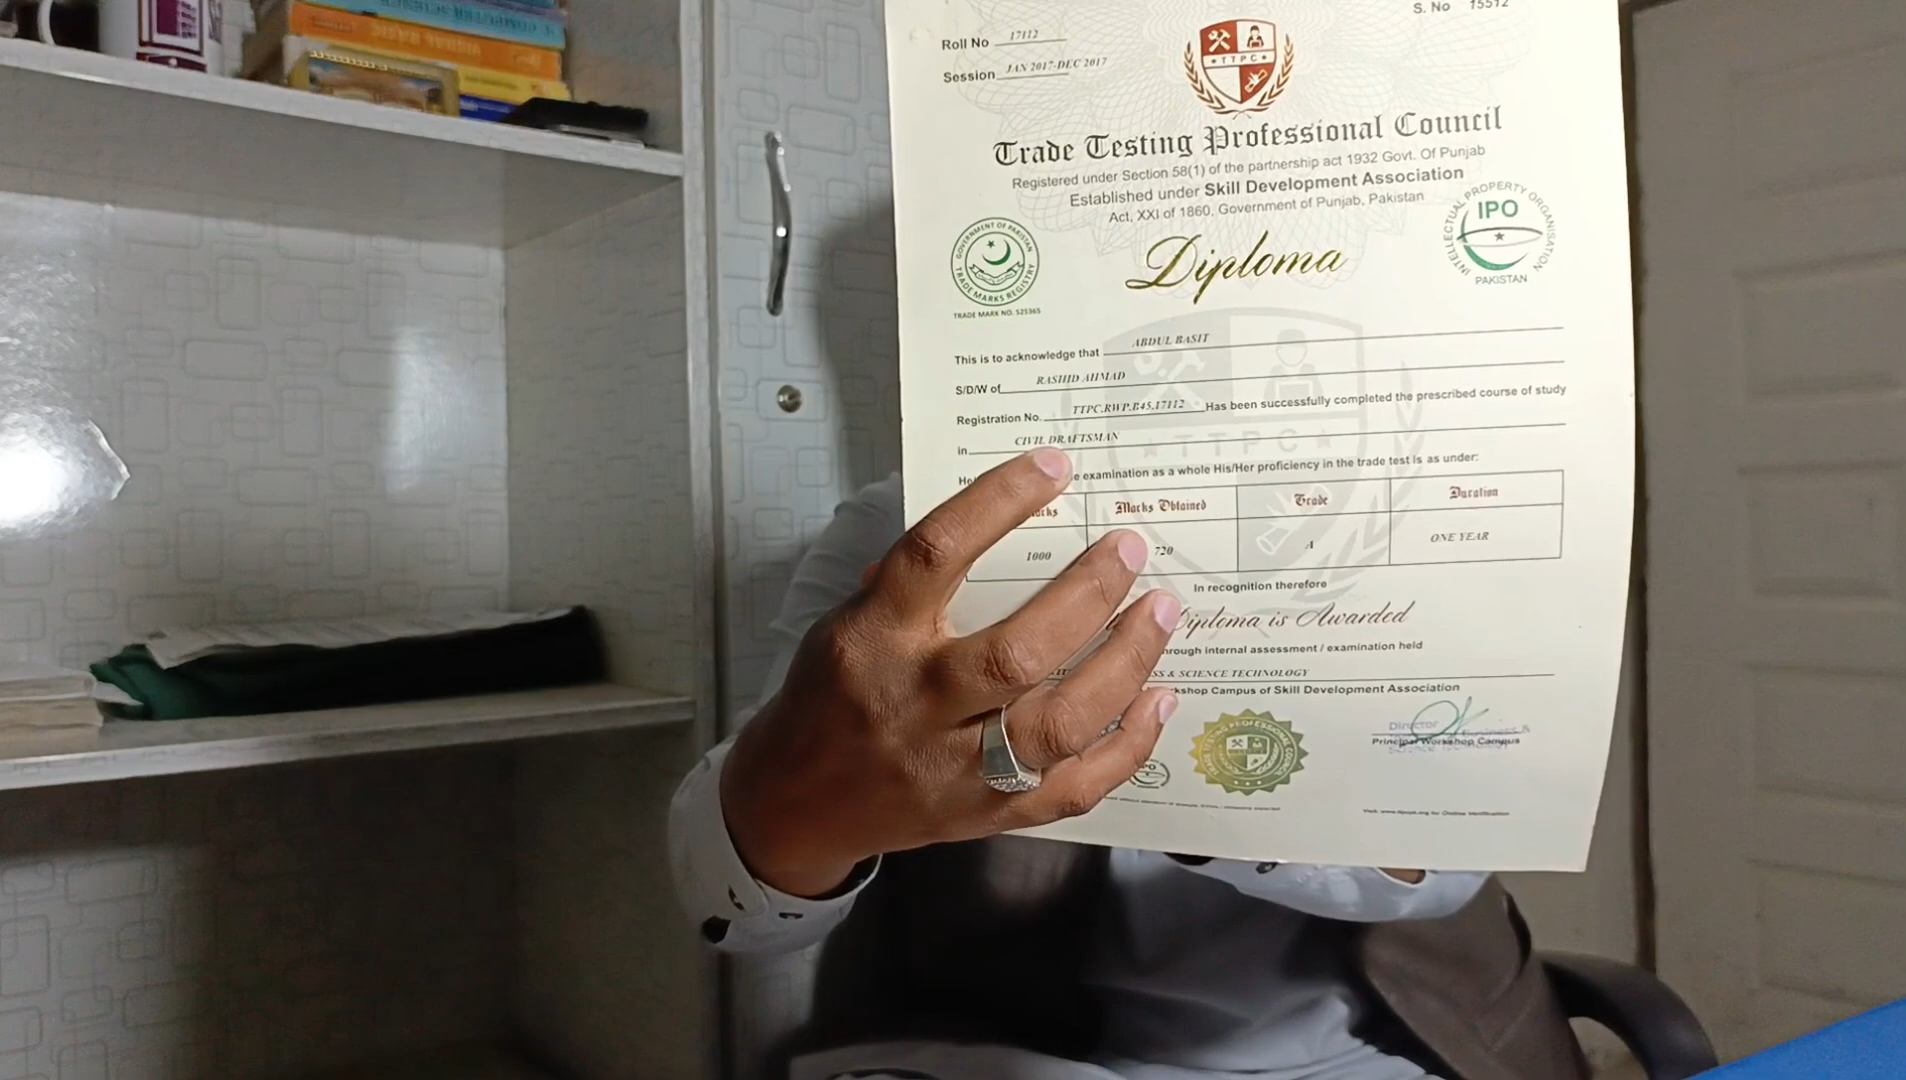 S. No 15512
Roll No 17112
Session JAN 2017-DEC 2017
TTPC
Trade Testing Professional Council
Registered under Section 58(1) of the partnership act 1932 Govt. Of Punjab
Established under Skill Development Association
Act, XXI of 1860, Government of Punjab, Pakistan
GOVERNMENT OF PAKISTAN
TRADE MARKS REGISTRY
TRADE MARK NO. 525365
INTELLECTUAL PROPERTY ORGANISATION
IPO
PAKISTAN
Diploma
This is to acknowledge that ABDUL BASIT
S/D/W of RASHID AHMAD
Registration No. TTPC.RWP.B45.17112 Has been successfully completed the prescribed course of study
in CIVIL DRAFTSMAN
TTPC
examination as a whole His/Her proficiency in the trade test is as under:
Marks Obtained Grade Duration
1000 720 A ONE YEAR
In recognition therefore
Diploma is Awarded
through internal assessment / examination held
& SCIENCE TECHNOLOGY
Campus of Skill Development Association
Director
Principal Workshop Campus